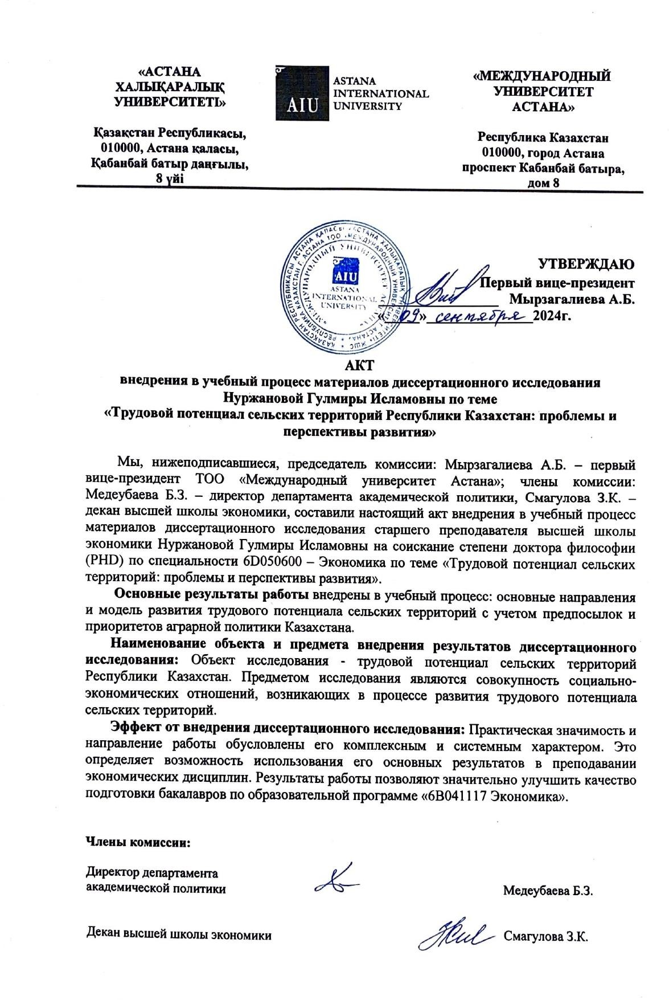 «АСТАНА
ХАЛЫҚАРАЛЫҚ
УНИВЕРСИТЕТІ»
Қазақстан Республикасы,
010000, Астана қаласы,
Қабанбай батыр даңғылы,
8 үйі
AIU
ASTANA
INTERNATIONAL
UNIVERSITY
«МЕЖДУНАРОДНЫЙ
УНИВЕРСИТЕТ
АСТАНА»
Республика Казахстан
010000, город Астана
проспект Кабанбай батыра,
дом 8
AIU
ASTANA
INTERNATIONAL
UNIVERSITY
УТВЕРЖДАЮ
Первый вице-президент
Мырзагалиева А.Б.
«09» сентября 2024г.
АКТ
внедрения в учебный процесс материалов диссертационного исследования
Нуржановой Гулмиры Исламовны по теме
«Трудовой потенциал сельских территорий Республики Казахстан: проблемы и
перспективы развития»
Мы, нижеподписавшиеся, председатель комиссии: Мырзагалиева А.Б. – первый
вице-президент ТОО «Международный университет Астана»; члены комиссии:
Медеубаева Б.З. – директор департамента академической политики, Смагулова З.К. –
декан высшей школы экономики, составили настоящий акт внедрения в учебный процесс
материалов диссертационного исследования старшего преподавателя высшей школы
экономики Нуржановой Гулмиры Исламовны на соискание степени доктора философии
(PHD) по специальности 6D050600 – Экономика по теме «Трудовой потенциал сельских
территорий: проблемы и перспективы развития».
Основные результаты работы внедрены в учебный процесс: основные направления
и модель развития трудового потенциала сельских территорий с учетом предпосылок и
приоритетов аграрной политики Казахстана.
Наименование объекта и предмета внедрения результатов диссертационного
исследования: Объект исследования - трудовой потенциал сельских территорий
Республики Казахстан. Предметом исследования являются совокупность социально-
экономических отношений, возникающих в процессе развития трудового потенциала
сельских территорий.
Эффект от внедрения диссертационного исследования: Практическая значимость и
направление работы обусловлены его комплексным и системным характером. Это
определяет возможность использования его основных результатов в преподавании
экономических дисциплин. Результаты работы позволяют значительно улучшить качество
подготовки бакалавров по образовательной программе «6В041117 Экономика».
Члены комиссии:
Директор департамента
академической политики
Медеубаева Б.З.
Декан высшей школы экономики
Смагулова З.К.